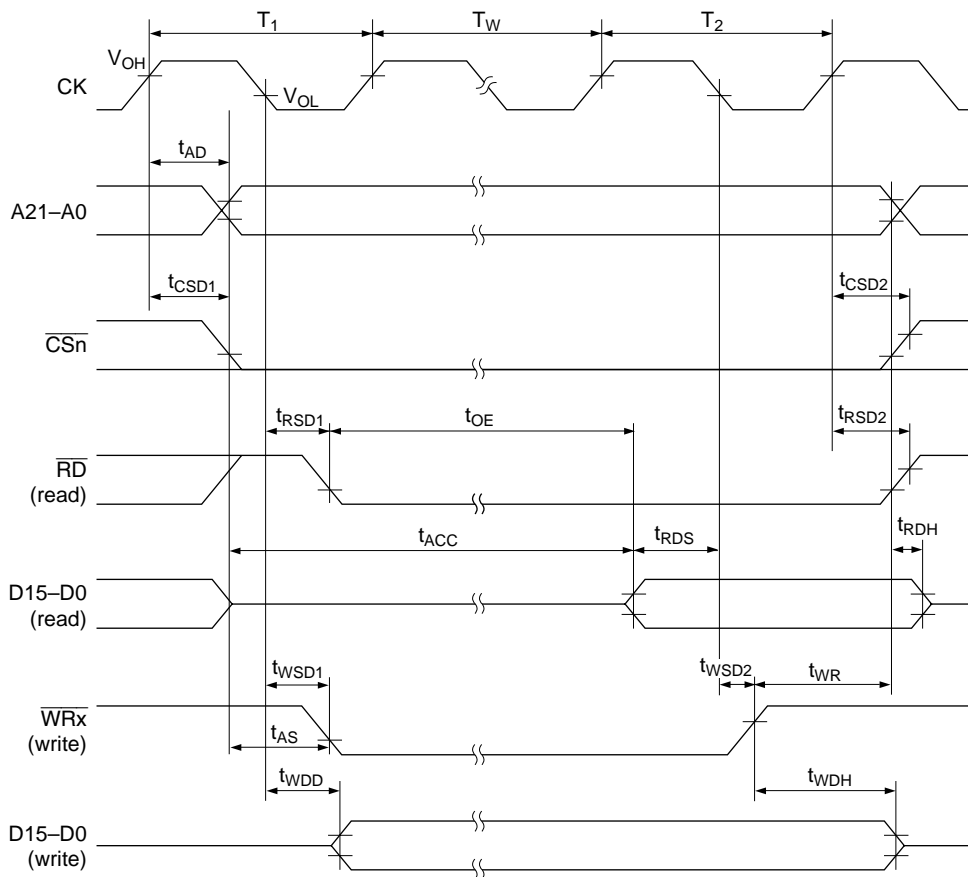 T1 TW T2
VOH
CK
VOL
tAD
A21–A0
tCSD1 tCSD2
CSn
tRSD1 tOE tRSD2
RD
(read)
tACC tRDS tRDH
D15–D0
(read)
tWSD1 tWSD2 tWR
WRx
(write)
tAS
tWDD tWDH
D15–D0
(write)